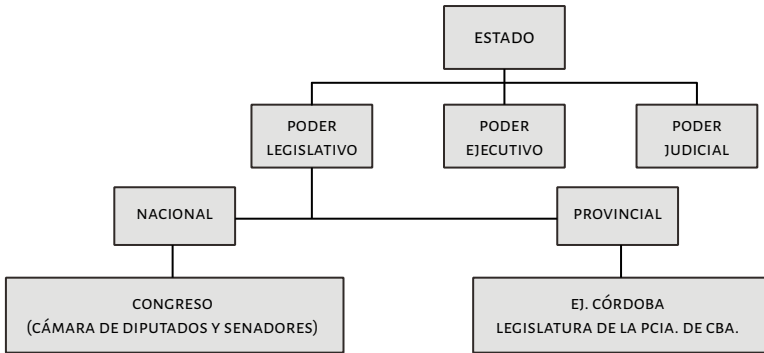 ESTADO
PODER
LEGISLATIVO
PODER
EJECUTIVO
PODER
JUDICIAL
NACIONAL
PROVINCIAL
CONGRESO
(CÁMARA DE DIPUTADOS Y SENADORES)
EJ. CÓRDOBA
LEGISLATURA DE LA PCIA. DE CBA.